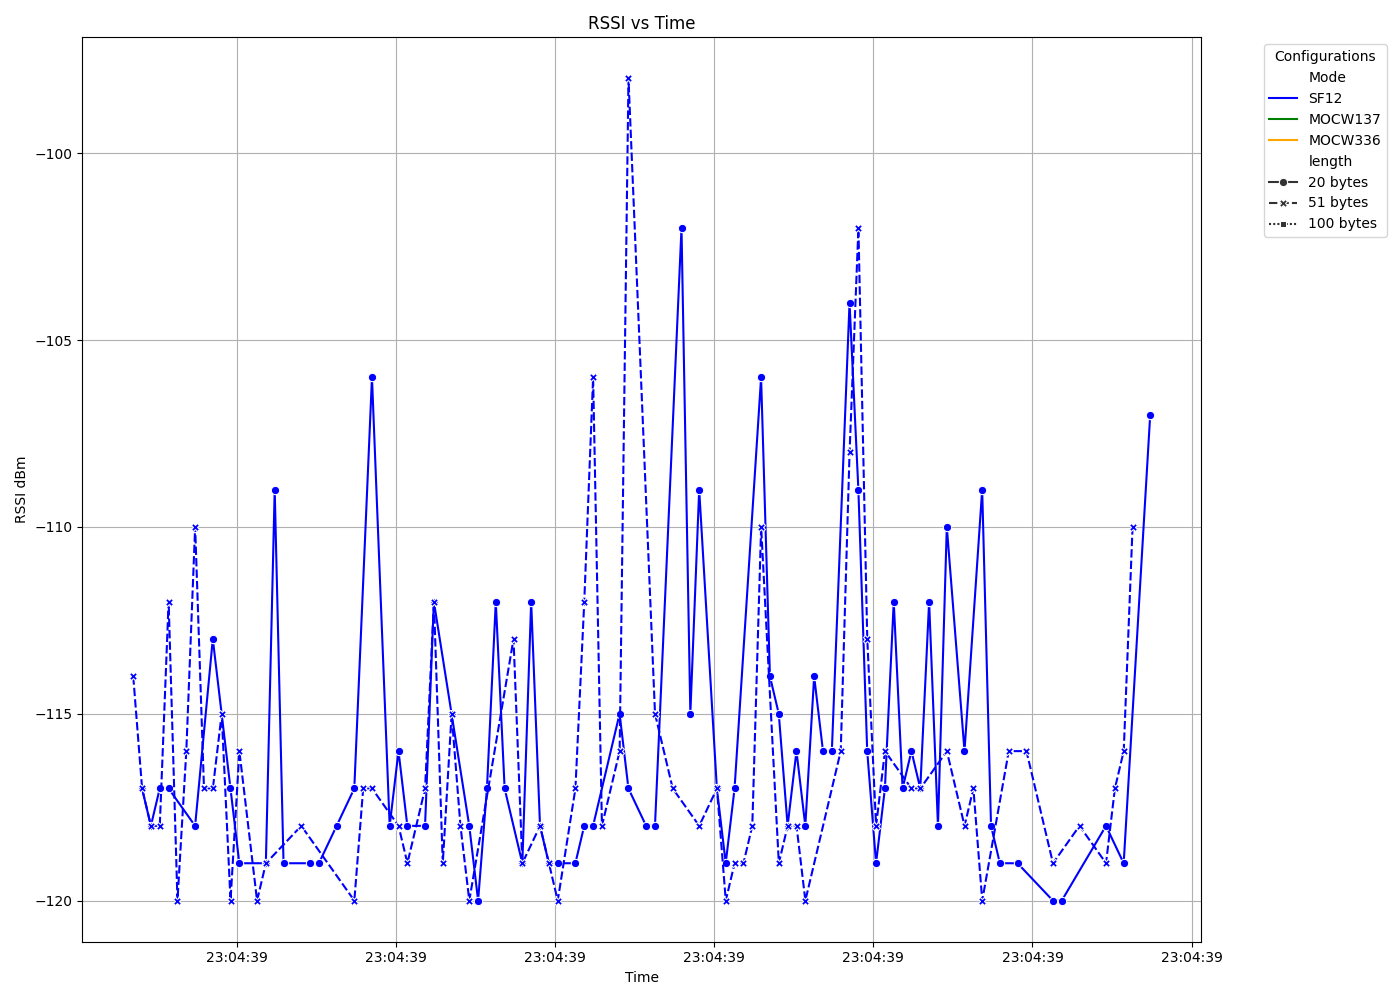 RSSI vs Time
Configurations
Mode
SF12
MOCW137
MOCW336
length
20 bytes
51 bytes
100 bytes
RSSI dBm
−100
−105
−110
−115
−120
23:04:39 23:04:39 23:04:39 23:04:39 23:04:39 23:04:39 23:04:39
Time